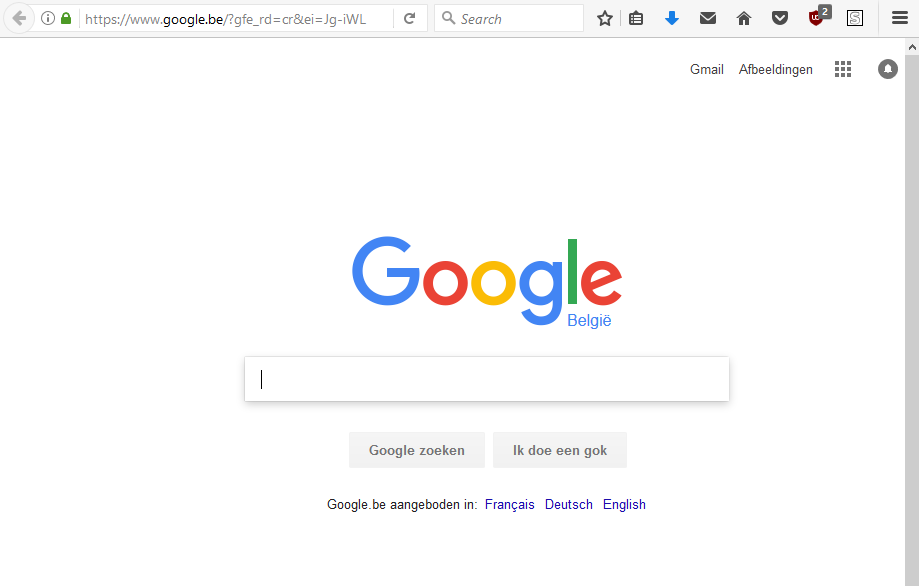 https://www.google.be/?gfe_rd=cr&ei=Jg-iWL
Search
2
Gmail Afbeeldingen
Google
België
Google zoeken Ik doe een gok
Google.be aangeboden in: Français Deutsch English